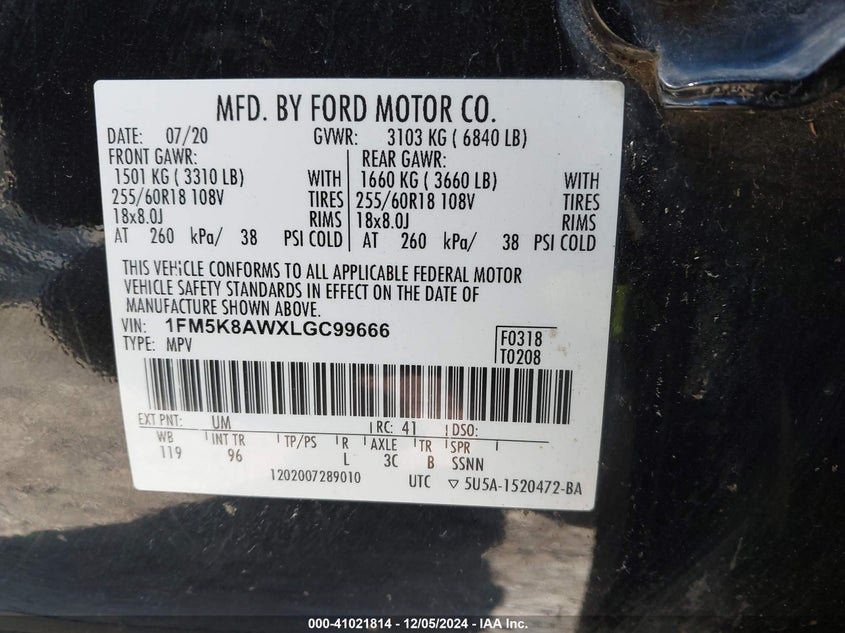 MFD. BY FORD MOTOR CO.
DATE: 07/20 GVWR: 3103 KG ( 6840 LB)
FRONT GAWR: REAR GAWR:
1501 KG ( 3310 LB) WITH 1660 KG ( 3660 LB) WITH
255/60R18 108V TIRES 255/60R18 108V TIRES
18x8.0J RIMS 18x8.0J RIMS
AT 260 kPa/ 38 PSI COLD AT 260 kPa/ 38 PSI COLD
THIS VEHICLE CONFORMS TO ALL APPLICABLE FEDERAL MOTOR
VEHICLE SAFETY STANDARDS IN EFFECT ON THE DATE OF
MANUFACTURE SHOWN ABOVE.
VIN: 1FM5K8AWXLGC99666 F0318
TYPE: MPV T0208
EXT PNT: UM RC: 41 DSO:
WB INT TR TP/PS R AXLE TR SPR
119 96 L 3C B SSNN
1202007289010 UTC ▽ 5U5A-1520472-BA
000-41021814 - 12/05/2024 - IAA Inc.